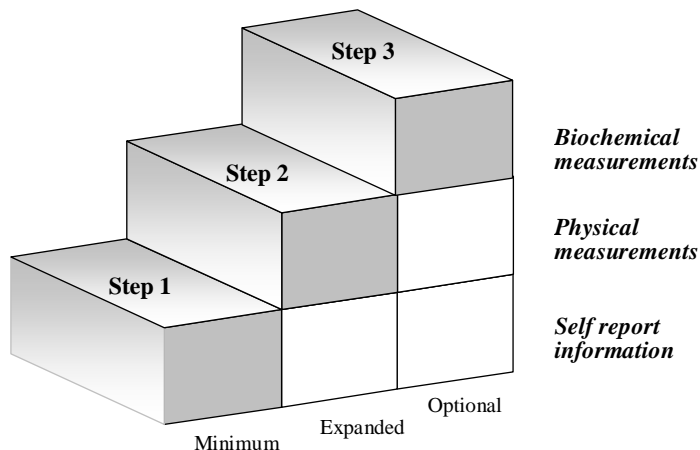 Step 3
Step 2
Step 1
Biochemical
measurements
Physical
measurements
Self report
information
Minimum
Expanded
Optional